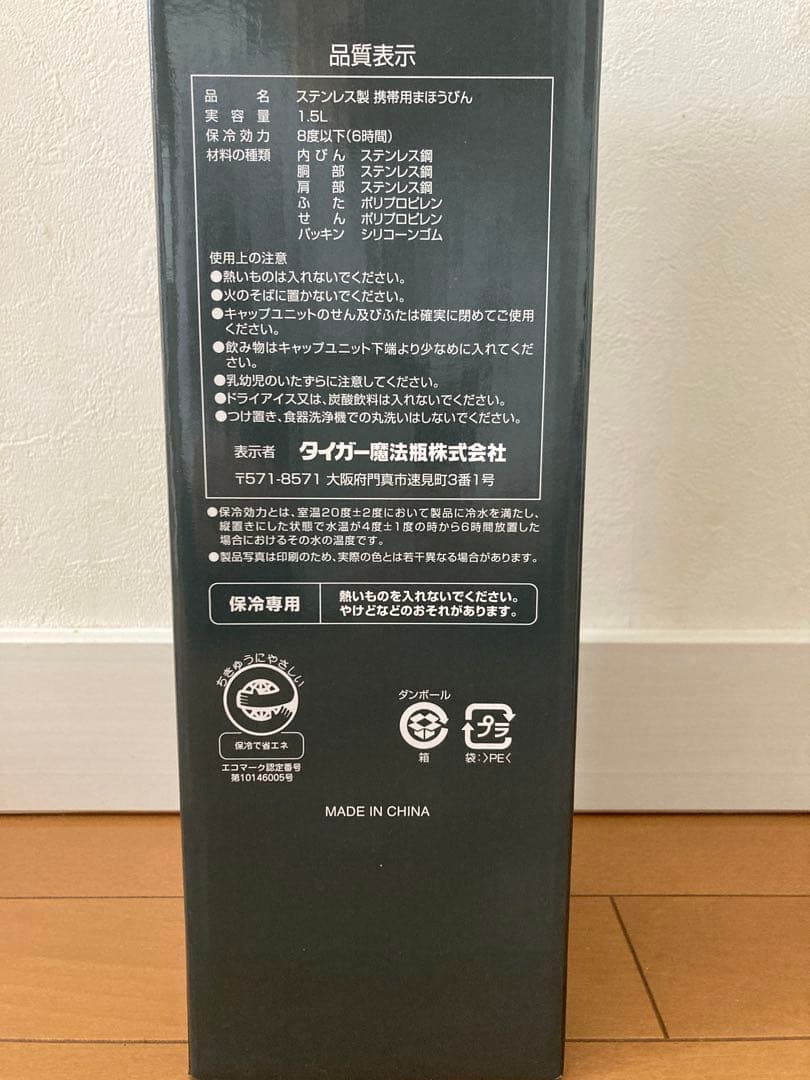 品質表示
品名 ステンレス製 携帯用まほうびん
実容量 1.5L
保冷効力 8度以下(6時間)
材料の種類 内びん ステンレス鋼
胴部 ステンレス鋼
肩部 ステンレス鋼
ふた ポリプロピレン
せん ポリプロピレン
パッキン シリコーンゴム
使用上の注意
●熱いものは入れないでください。
●火のそばに置かないでください。
●キャップユニットのせん及びふたは確実に閉めてご使用
ください。
●飲み物はキャップユニット下端より少なめに入れてくだ
さい。
●乳幼児のいたずらに注意してください。
●ドライアイス又は、炭酸飲料は入れないでください。
●つけ置き、食器洗浄機での丸洗いはしないでください。
表示者 タイガー魔法瓶株式会社
〒571-8571 大阪府門真市速見町3番1号
●保冷効力とは、室温20度±2度において製品に冷水を満たし、
縦置きにした状態で水温が4度±1度の時から6時間放置した
場合におけるその水の温度です。
●製品写真は印刷のため、実際の色とは若干異なる場合があります。
保冷専用 熱いものを入れないでください。
やけどなどのおそれがあります。
ちきゅうにやさしい
保冷で省エネ
エコマーク認定番号
第10146005号
ダンボール
箱
プラ
袋:>PE<
MADE IN CHINA